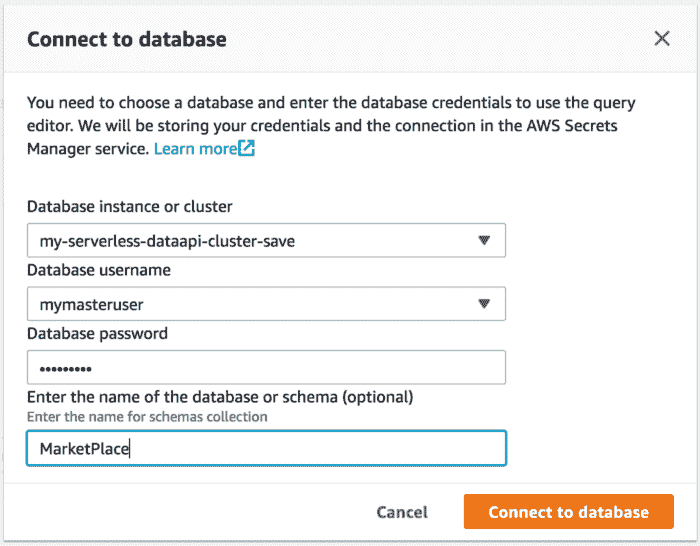 Connect to database
You need to choose a database and enter the database credentials to use the query
editor. We will be storing your credentials and the connection in the AWS Secrets
Manager service. Learn more
Database instance or cluster
my-serverless-dataapi-cluster-save
Database username
mymasteruser
Database password
•••••••••
Enter the name of the database or schema (optional)
Enter the name for schemas collection
MarketPlace
Cancel Connect to database